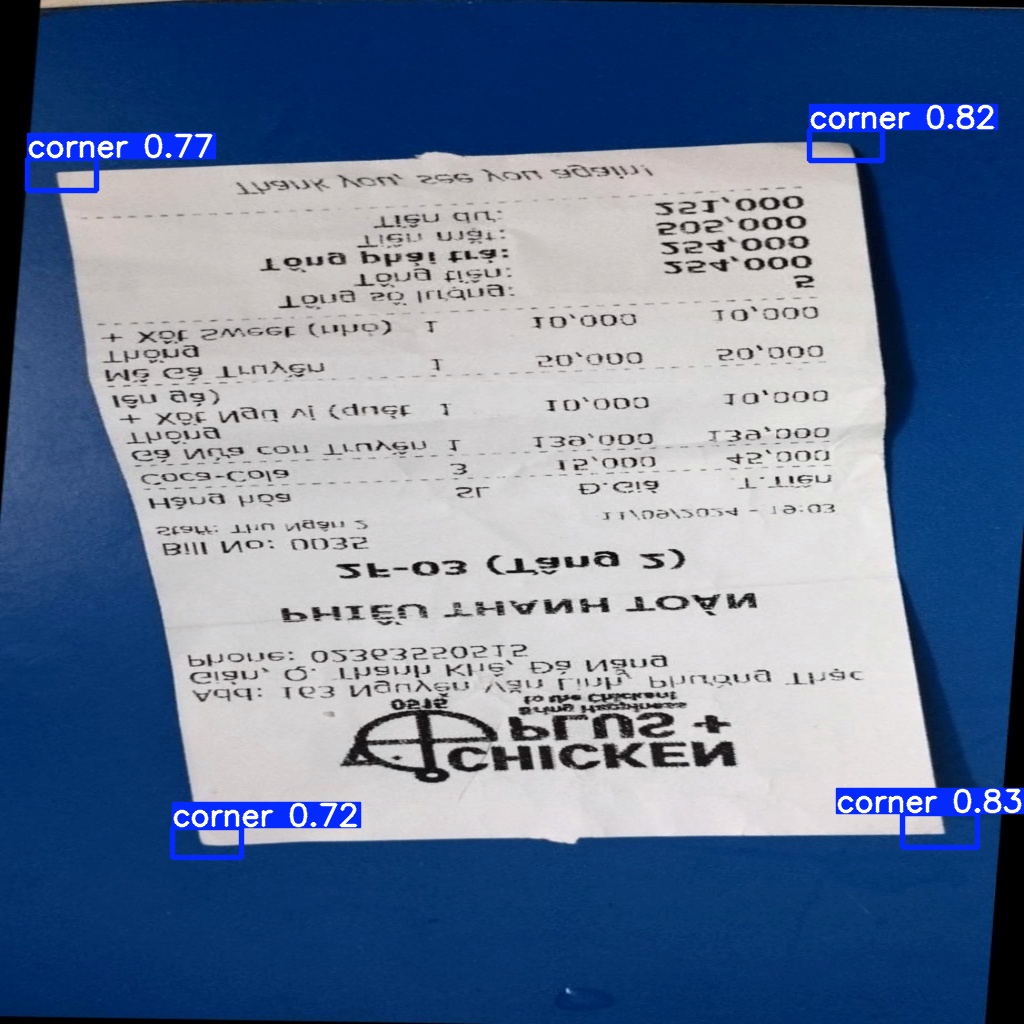 CHICKEN
PLUS +
Bring Happiness
to the Chicken!
0515
Add: 163 Nguyễn Văn Linh, Phường Thạc
Gián, Q. Thanh Khê, Đà Nẵng
Phone: 02363550515
PHIẾU THANH TOÁN
2F-03 (Tầng 2)
Bill No: 0035
Staff: Thu Ngân 2 11/09/2024 - 19:03
Hàng hóa SL Đ.Giá T.Tiền
Coca-Cola 3 15,000 45,000
Gà Nửa con Truyền 1 139,000 139,000
Thống
+ Xốt Ngũ vị (quét 1 10,000 10,000
lên gà)
Mề Gà Truyền 1 50,000 50,000
Thống
+ Xốt Sweet (nhỏ) 1 10,000 10,000
Tổng số lượng: 5
Tổng tiền: 254,000
Tổng phải trả: 254,000
Tiền mặt: 505,000
Tiền dư: 251,000
Thank you, see you again!
corner 0.77
corner 0.82
corner 0.72
corner 0.83